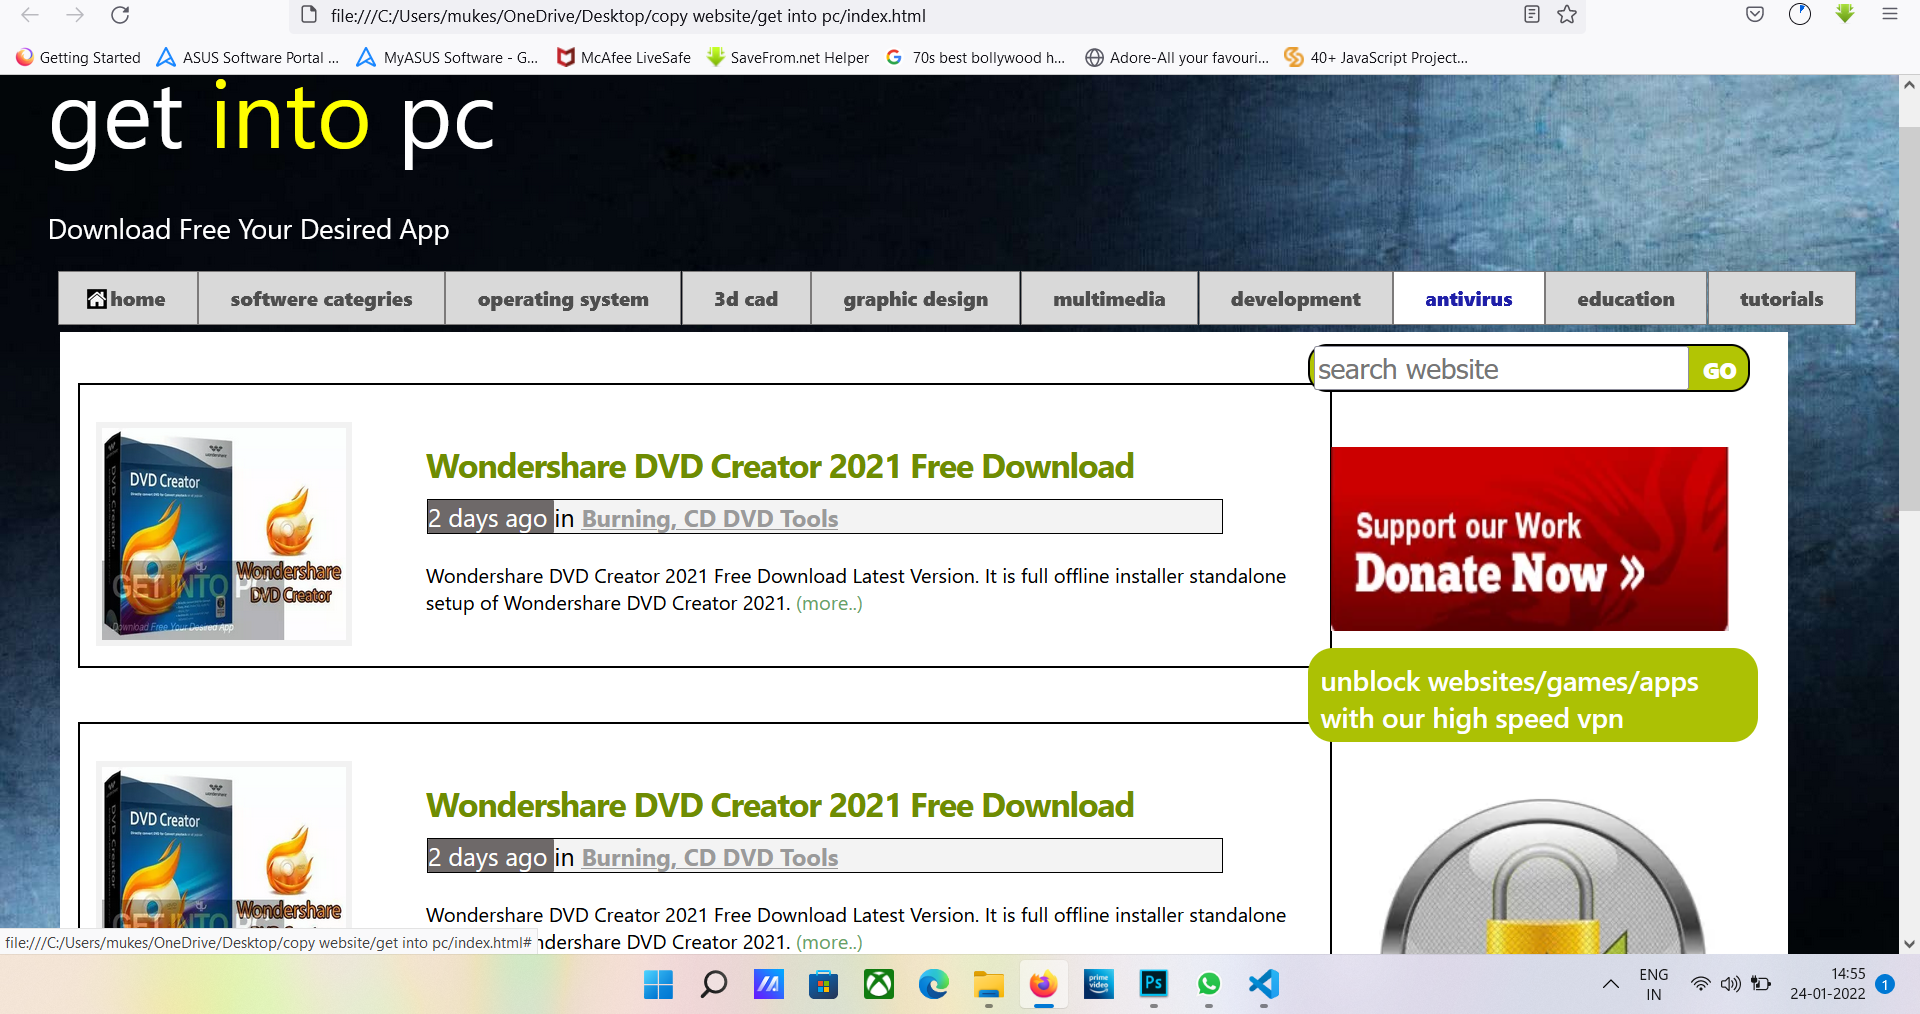 file:///C:/Users/mukes/OneDrive/Desktop/copy website/get into pc/index.html
Getting Started ASUS Software Portal ... MyASUS Software - G... McAfee LiveSafe SaveFrom.net Helper 70s best bollywood h... Adore-All your favouri... 40+ JavaScript Project...
get into pc
Download Free Your Desired App
home softwere categries operating system 3d cad graphic design multimedia development antivirus education tutorials
search website GO
Wondershare DVD Creator 2021 Free Download
2 days ago in Burning, CD DVD Tools
Wondershare DVD Creator 2021 Free Download Latest Version. It is full offline installer standalone
setup of Wondershare DVD Creator 2021. (more..)
DVD Creator
GET INTO P
Wondershare
DVD Creator
Download Free Your Desired App
Support our Work
Donate Now »
unblock websites/games/apps
with our high speed vpn
Wondershare DVD Creator 2021 Free Download
2 days ago in Burning, CD DVD Tools
Wondershare DVD Creator 2021 Free Download Latest Version. It is full offline installer standalone
ndershare DVD Creator 2021. (more..)
DVD Creator
GET INTO P
Wondershare
file:///C:/Users/mukes/OneDrive/Desktop/copy website/get into pc/index.html#
prime
video
Ps
ENG
IN
14:55
24-01-2022
1